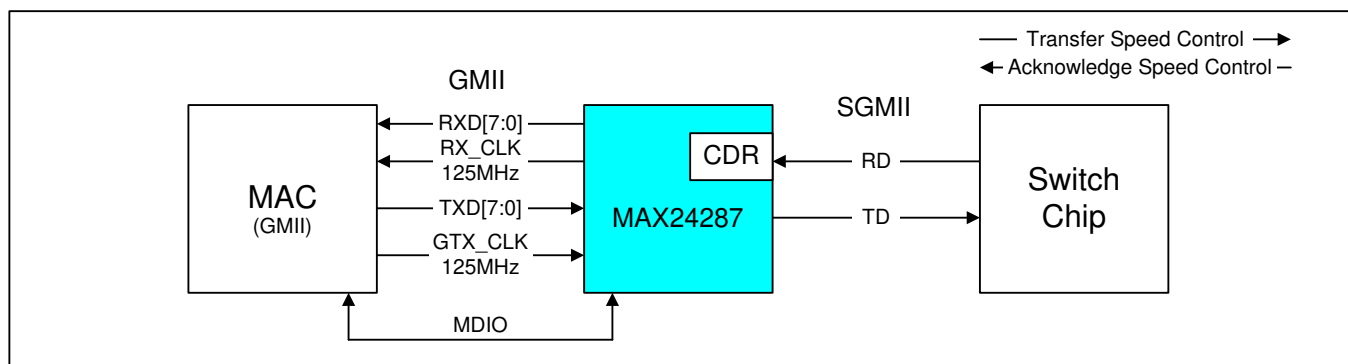 Transfer Speed Control
Acknowledge Speed Control
GMII
SGMII
RXD[7:0]
RX_CLK
125MHz
TXD[7:0]
GTX_CLK
125MHz
MDIO
MAC
(GMII)
CDR
MAX24287
RD
TD
Switch
Chip